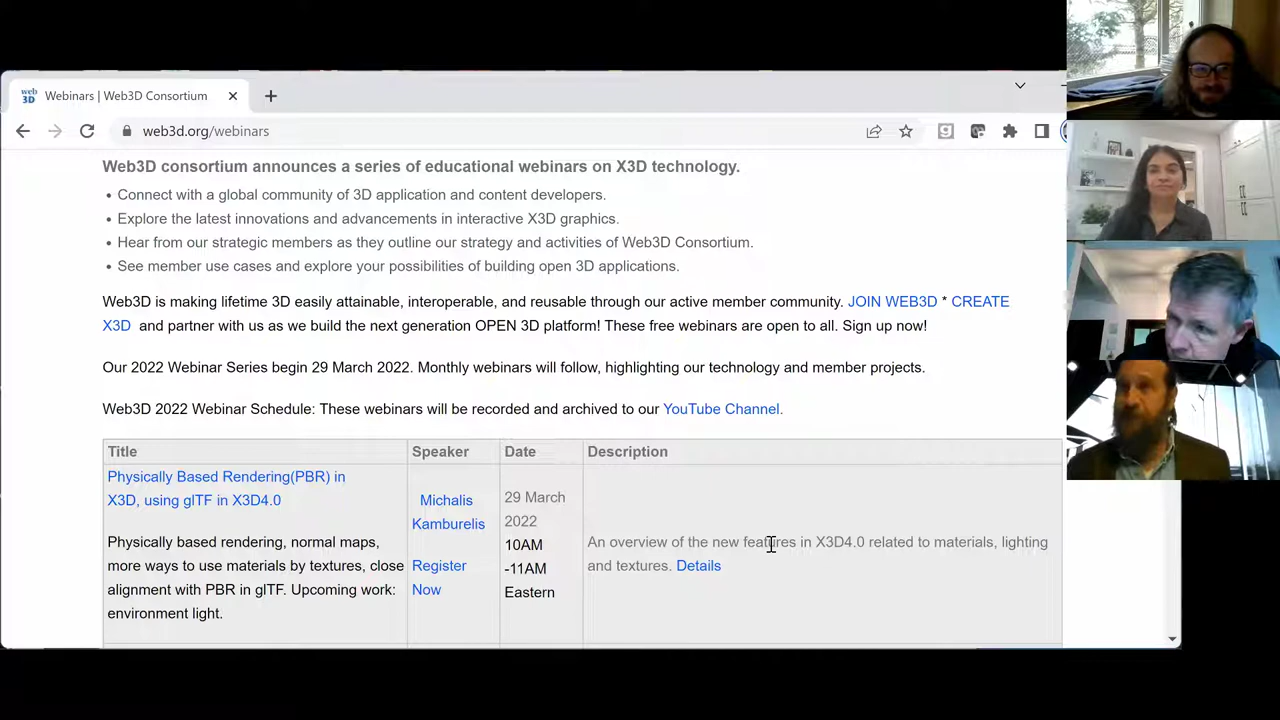 web
3D
Webinars | Web3D Consortium
web3d.org/webinars
Web3D consortium announces a series of educational webinars on X3D technology.
• Connect with a global community of 3D application and content developers.
• Explore the latest innovations and advancements in interactive X3D graphics.
• Hear from our strategic members as they outline our strategy and activities of Web3D Consortium.
• See member use cases and explore your possibilities of building open 3D applications.
Web3D is making lifetime 3D easily attainable, interoperable, and reusable through our active member community. JOIN WEB3D * CREATE
X3D and partner with us as we build the next generation OPEN 3D platform! These free webinars are open to all. Sign up now!
Our 2022 Webinar Series begin 29 March 2022. Monthly webinars will follow, highlighting our technology and member projects.
Web3D 2022 Webinar Schedule: These webinars will be recorded and archived to our YouTube Channel.
Title Speaker Date Description
Physically Based Rendering(PBR) in
X3D, using glTF in X3D4.0
Physically based rendering, normal maps,
more ways to use materials by textures, close
alignment with PBR in glTF. Upcoming work:
environment light.
Michalis
Kamburelis
Register
Now
29 March
2022
10AM
-11AM
Eastern
An overview of the new features in X3D4.0 related to materials, lighting
and textures. Details